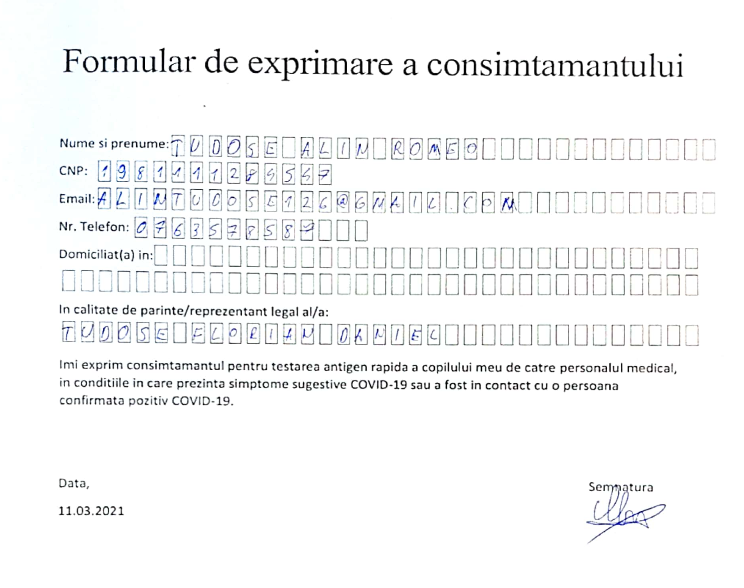 Formular de exprimare a consimtamantului
Nume si prenume: TUDOSE ALIN ROMEO
CNP: 1981111289557
Email: ALINTUDOSE126@GMAIL.COM
Nr. Telefon: 0763578587
Domiciliat(a) in:
In calitate de parinte/reprezentant legal al/a:
TUDOSE FLORIAN DANIEL
Imi exprim consimtamantul pentru testarea antigen rapida a copilului meu de catre personalul medical,
in conditiile in care prezinta simptome sugestive COVID-19 sau a fost in contact cu o persoana
confirmata pozitiv COVID-19.
Data,
Semnatura
11.03.2021